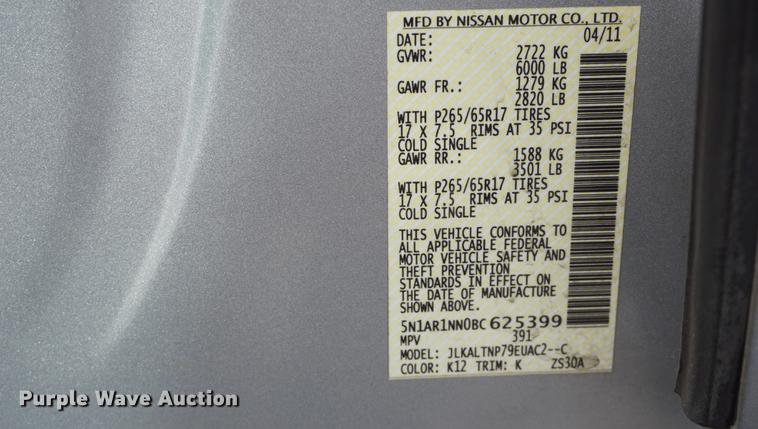 MFD BY NISSAN MOTOR CO., LTD.
DATE: 04/11
GVWR: 2722 KG
6000 LB
GAWR FR.: 1279 KG
2820 LB
WITH P265/65R17 TIRES
17 X 7.5 RIMS AT 35 PSI
COLD SINGLE
GAWR RR.: 1588 KG
3501 LB
WITH P265/65R17 TIRES
17 X 7.5 RIMS AT 35 PSI
COLD SINGLE
THIS VEHICLE CONFORMS TO
ALL APPLICABLE FEDERAL
MOTOR VEHICLE SAFETY AND
THEFT PREVENTION
STANDARDS IN EFFECT ON
THE DATE OF MANUFACTURE
SHOWN ABOVE.
5N1AR1NN0BC625399
MPV 391
MODEL: JLKALTNP79EUAC2--C
COLOR: K12 TRIM: K ZS30A
Purple Wave Auction